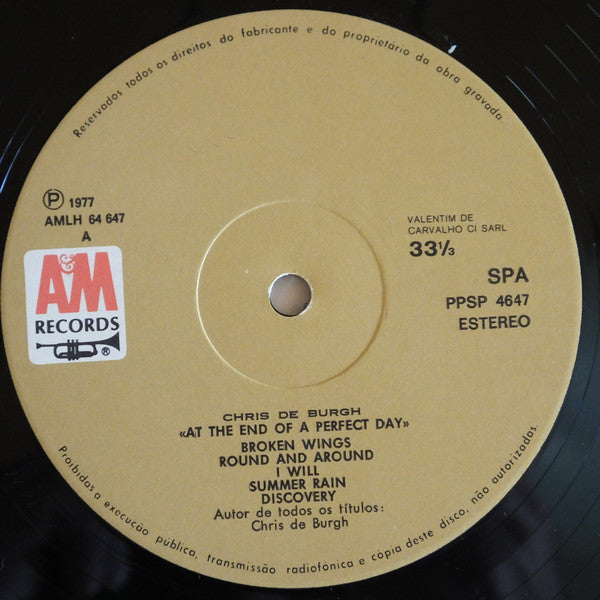 Reservados todos os direitos do fabricante e do proprietário da obra gravada.
Ⓟ 1977
AMLH 64 647
A
A&M
RECORDS
®
VALENTIM DE
CARVALHO CI SARL
33⅓
SPA
PPSP 4647
ESTEREO
CHRIS DE BURGH
«AT THE END OF A PERFECT DAY»
BROKEN WINGS
ROUND AND AROUND
I WILL
SUMMER RAIN
DISCOVERY
Autor de todos os títulos:
Chris de Burgh
Proibidas a execução pública, transmissão radiofónica e cópia deste disco, não autorizadas.